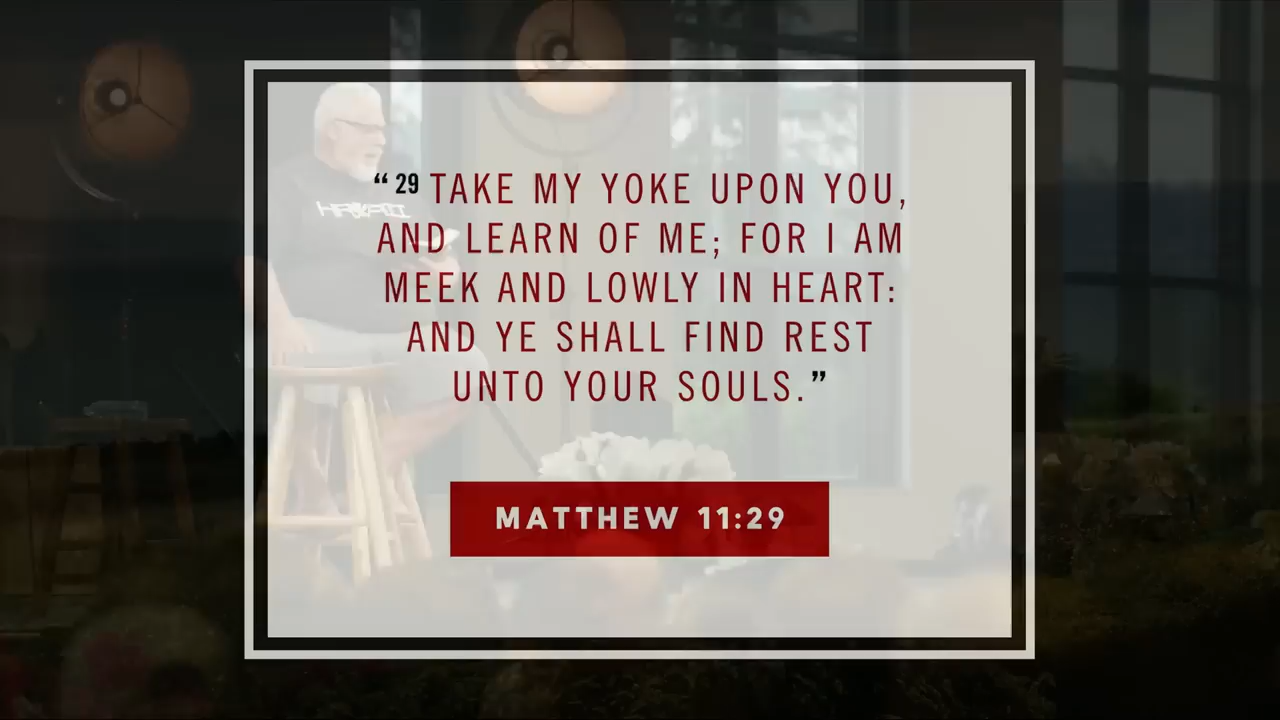 “ 29 TAKE MY YOKE UPON YOU,
AND LEARN OF ME; FOR I AM
MEEK AND LOWLY IN HEART:
AND YE SHALL FIND REST
UNTO YOUR SOULS.”
MATTHEW 11:29
HAWAII